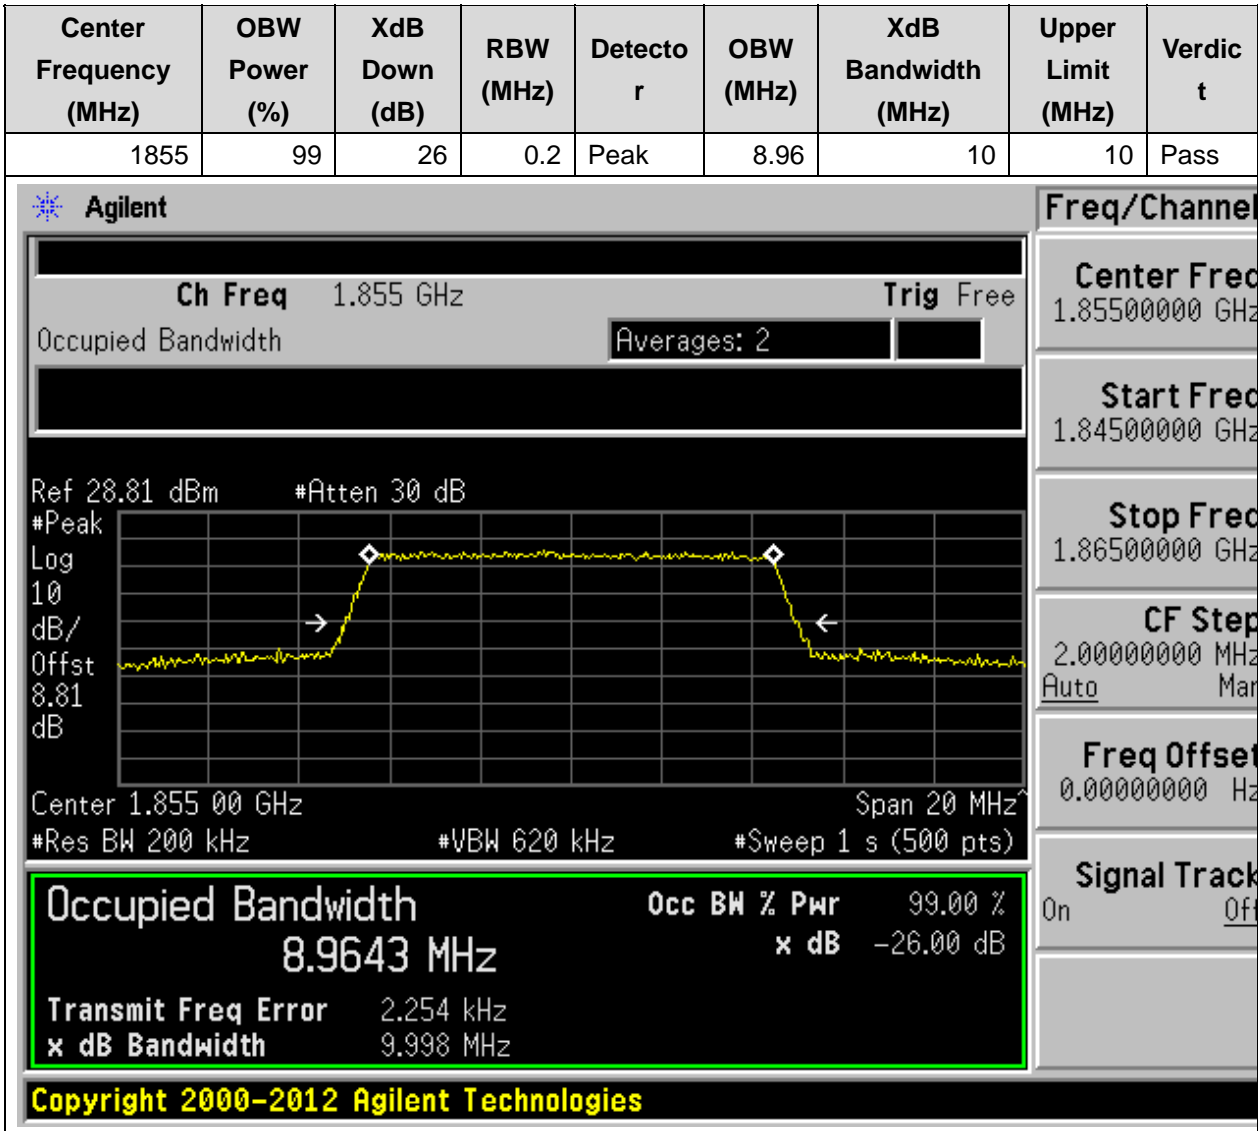 Center Frequency (MHz) OBW Power (%) XdB Down (dB) RBW (MHz) Detecto r OBW (MHz) XdB Bandwidth (MHz) Upper Limit (MHz) Verdic t
1855 99 26 0.2 Peak 8.96 10 10 Pass
Agilent
Freq/Channel
Ch Freq 1.855 GHz Trig Free
Occupied Bandwidth Averages: 2
Center Freq
1.85500000 GHz
Start Freq
1.84500000 GHz
Stop Freq
1.86500000 GHz
CF Step
2.00000000 MHz
Auto Man
Freq Offset
0.00000000 Hz
Signal Track
On Off
Ref 28.81 dBm #Atten 30 dB
#Peak
Log
10
dB/
Offst
8.81
dB
Center 1.855 00 GHz Span 20 MHz^
#Res BW 200 kHz #VBW 620 kHz #Sweep 1 s (500 pts)
Occupied Bandwidth
8.9643 MHz
Occ BW % Pwr 99.00 %
x dB -26.00 dB
Transmit Freq Error 2.254 kHz
x dB Bandwidth 9.998 MHz
Copyright 2000-2012 Agilent Technologies